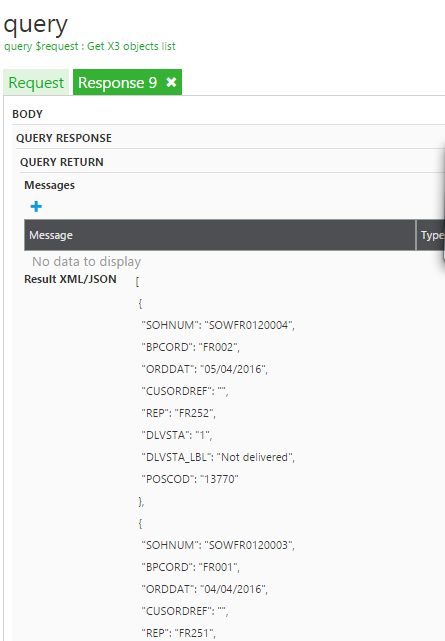 query
query $request : Get X3 objects list
Request
Response 9 ✖
BODY
QUERY RESPONSE
QUERY RETURN
Messages
+
Message Type
No data to display
Result XML/JSON [
{
"SOHNUM": "SOWFR0120004",
"BPCORD": "FR002",
"ORDDAT": "05/04/2016",
"CUSORDREF": "",
"REP": "FR252",
"DLVSTA": "1",
"DLVSTA_LBL": "Not delivered",
"POSCOD": "13770"
},
{
"SOHNUM": "SOWFR0120003",
"BPCORD": "FR001",
"ORDDAT": "04/04/2016",
"CUSORDREF": "",
"REP": "FR251",